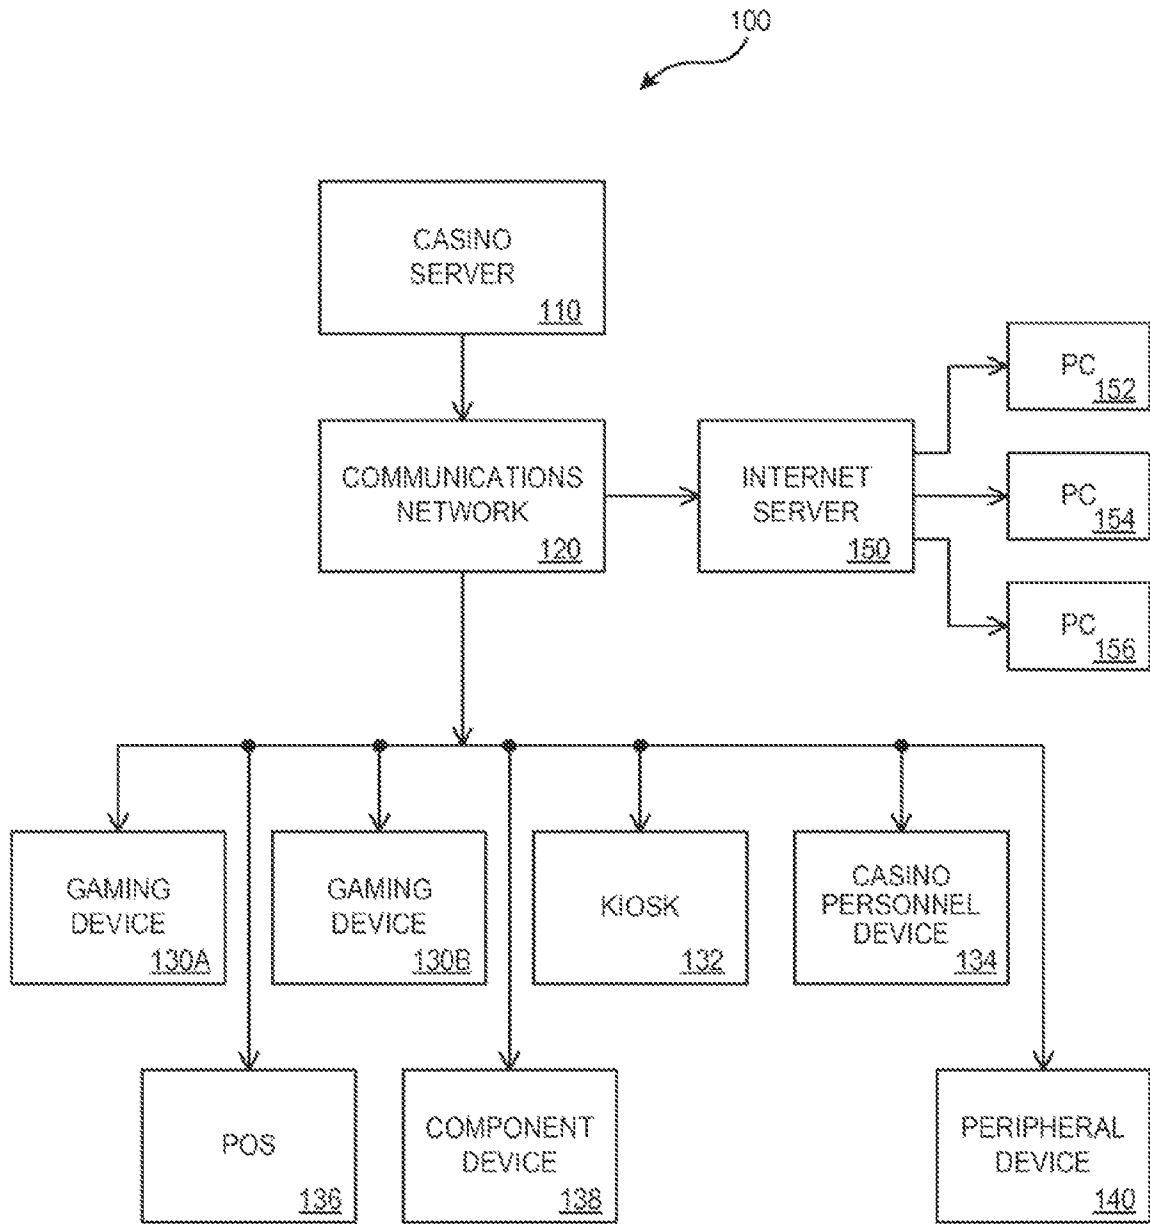 100
CASINO
SERVER
110
COMMUNICATIONS
NETWORK
120
INTERNET
SERVER
150
PC
152
PC
154
PC
156
GAMING
DEVICE
130A
GAMING
DEVICE
130B
KIOSK
132
CASINO
PERSONNEL
DEVICE
134
POS
136
COMPONENT
DEVICE
138
PERIPHERAL
DEVICE
140